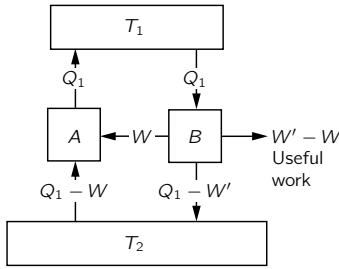 T₁
Q₁
Q₁
A
W
B
W′ − W
Useful
work
Q₁ − W
Q₁ − W′
T₂